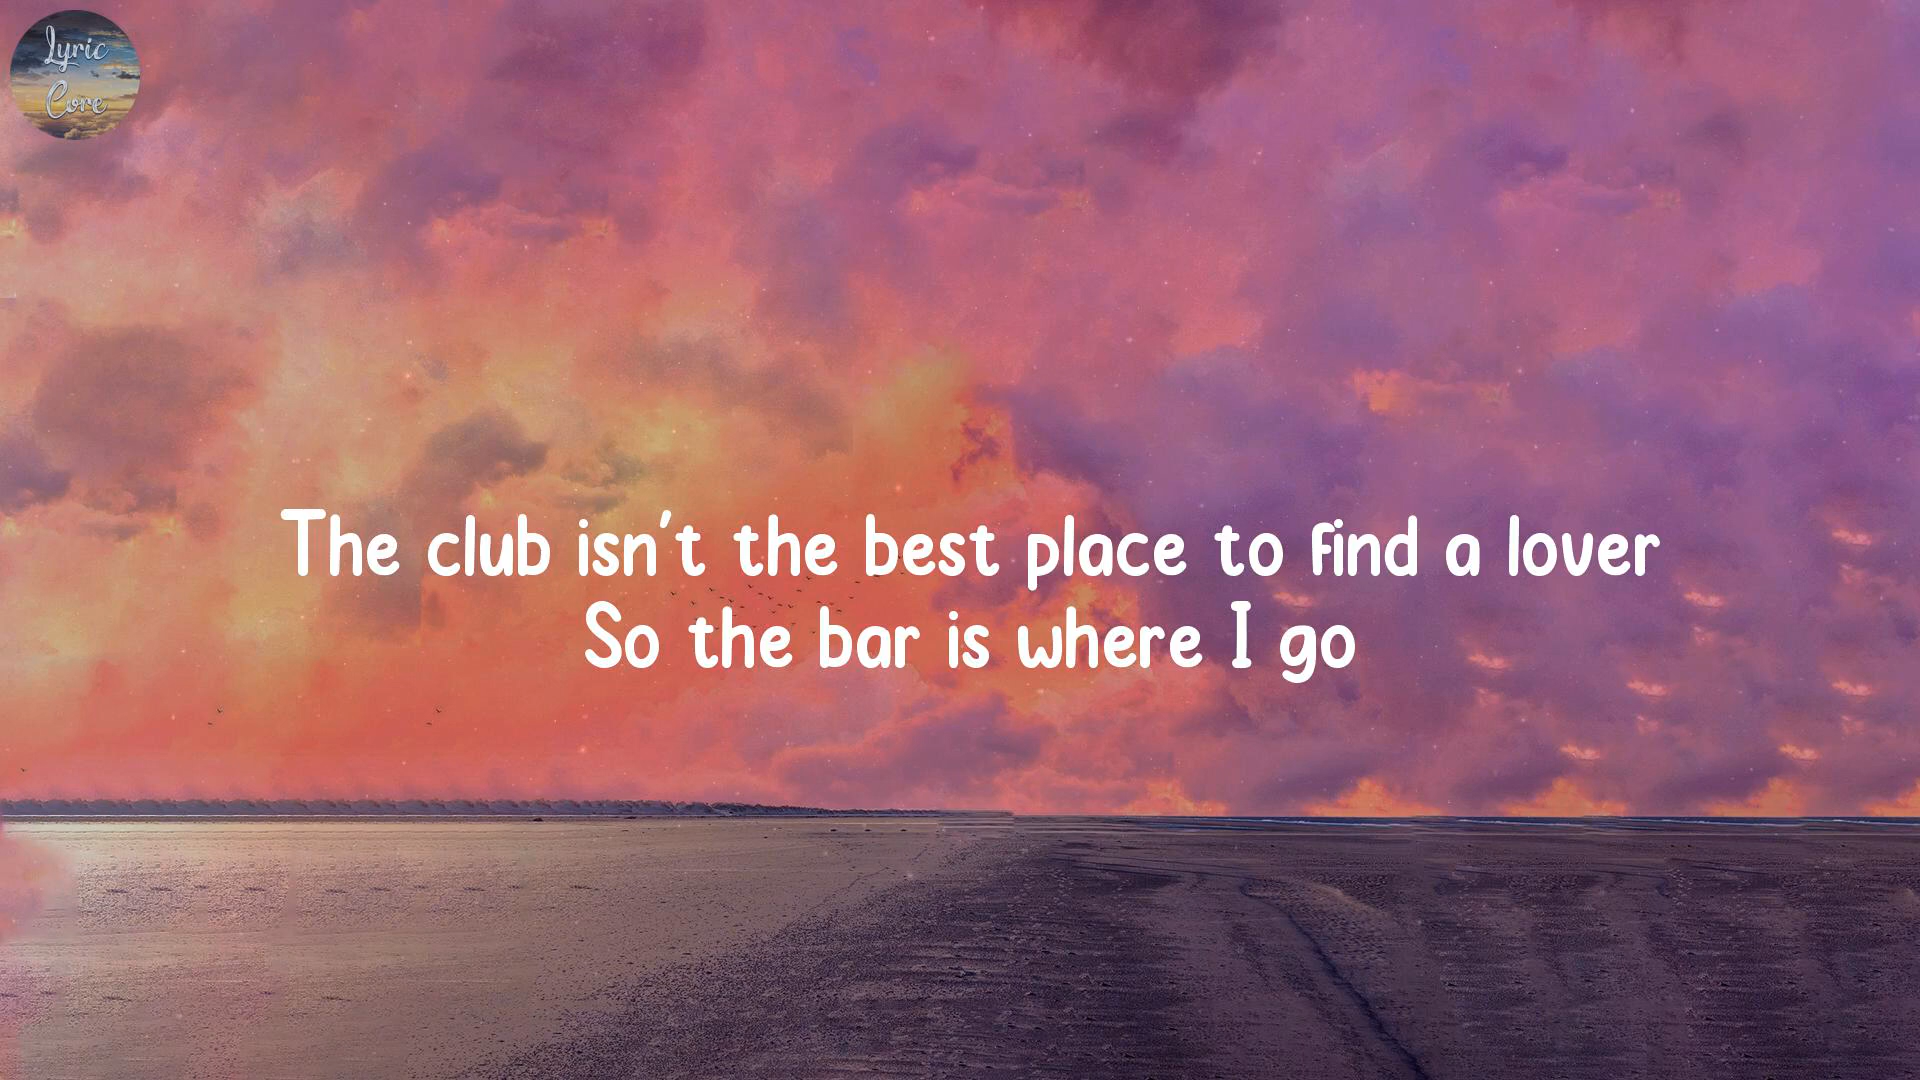 Lyric
Core
The club isn't the best place to find a lover
So the bar is where I go